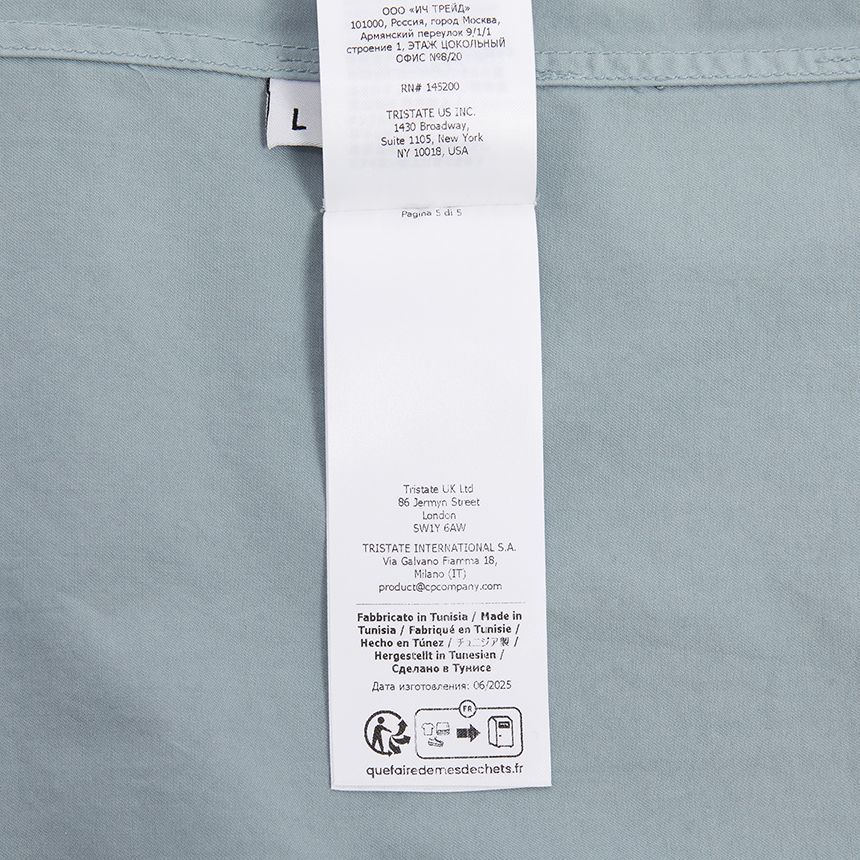 ООО «ИЧ ТРЕЙД»
101000, Россия, город Москва,
Армянский переулок 9/1/1
строение 1, ЭТАЖ ЦОКОЛЬНЫЙ
ОФИС №8/20
RN# 145200
TRISTATE US INC.
1430 Broadway,
Suite 1105, New York
NY 10018, USA
L
Pagina 5 di 5
Tristate UK Ltd
86 Jermyn Street
London
SW1Y 6AW
TRISTATE INTERNATIONAL S.A.
Via Galvano Fiamma 18,
Milano (IT)
product@cpcompany.com
Fabbricato in Tunisia / Made in
Tunisia / Fabriqué en Tunisie /
Hecho en Túnez / チュニジア製 /
Hergestellt in Tunesien /
Сделано в Тунисе
Дата изготовления: 06/2025
FR
quefairedemesdechets.fr